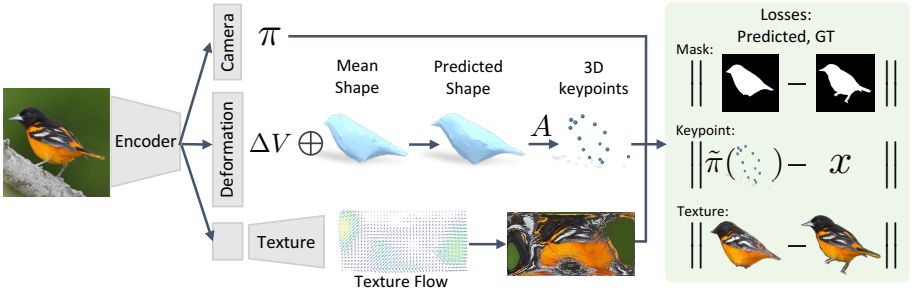 Encoder
Camera
π
Deformation
ΔV ⊕
Mean
Shape
Predicted
Shape
3D
keypoints
A
Texture
Texture Flow
Losses:
Predicted, GT
Mask:
|| − ||
Keypoint:
|| π̃( ) − x ||
Texture:
|| − ||